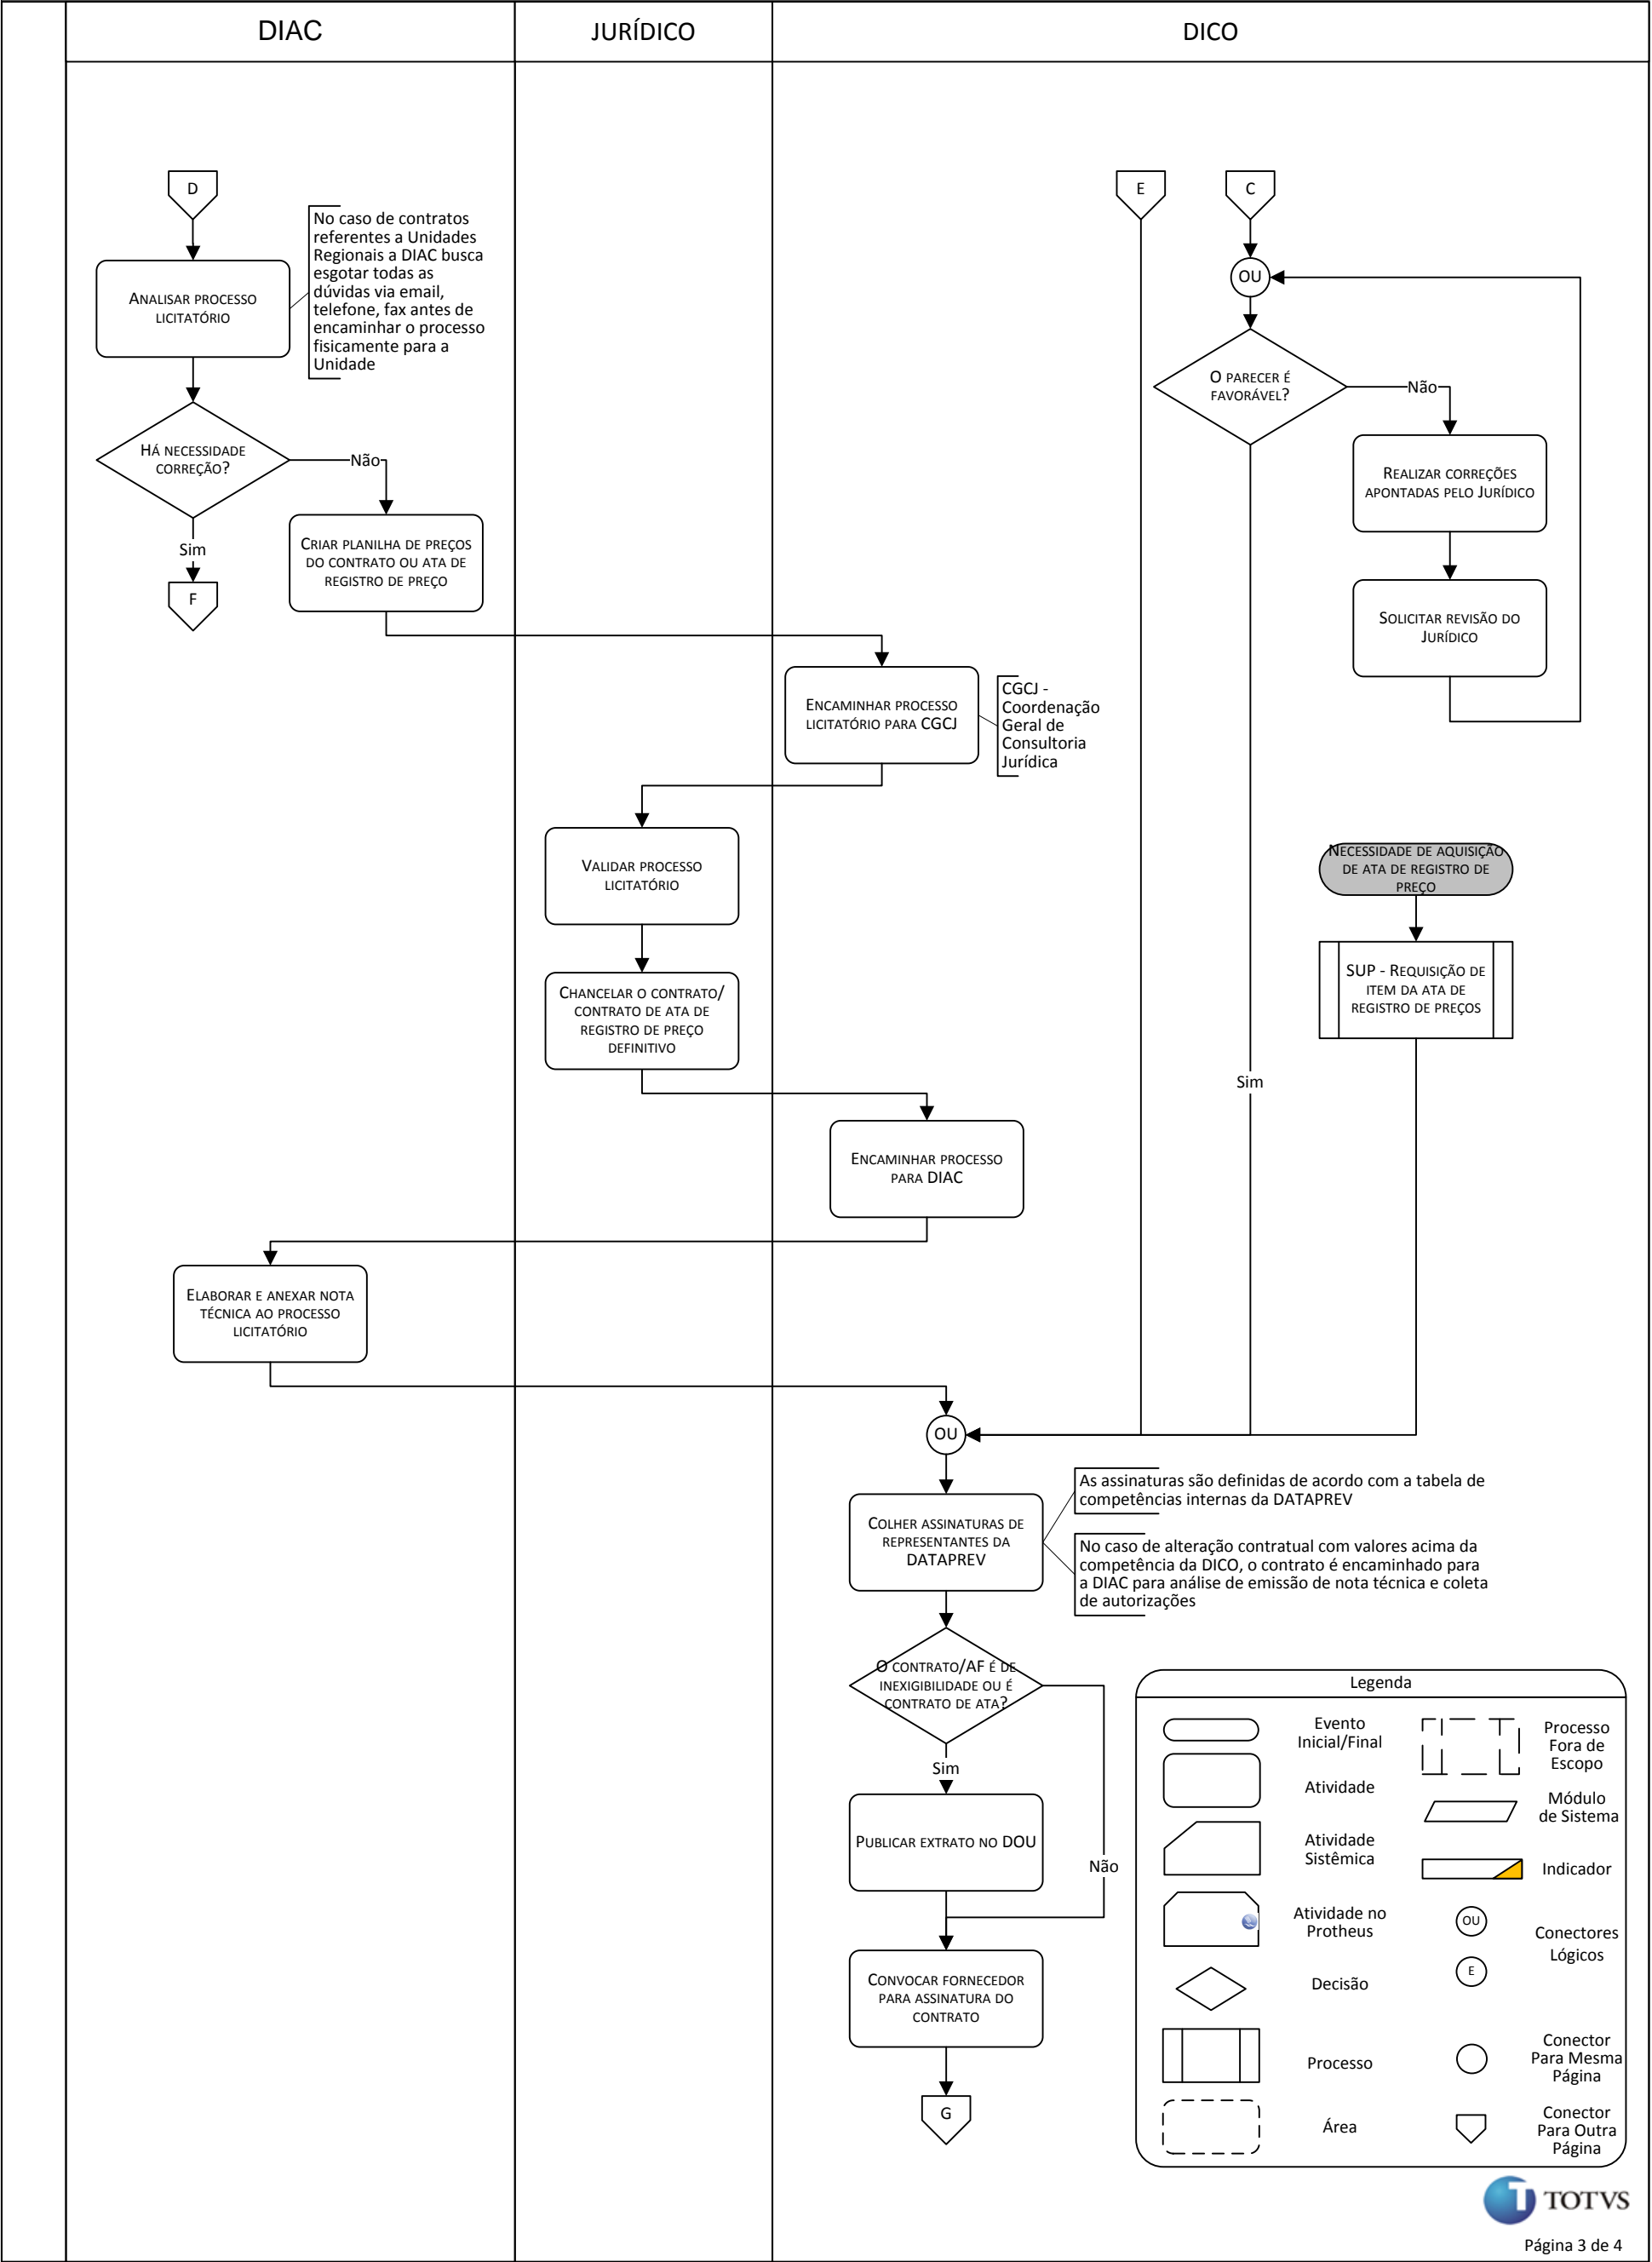 DIAC
JURÍDICO
DICO
D
E
C
No caso de contratos
referentes a Unidades
Regionais a DIAC busca
esgotar todas as
dúvidas via email,
telefone, fax antes de
encaminhar o processo
fisicamente para a
Unidade
ANALISAR PROCESSO
LICITATÓRIO
OU
O PARECER É
FAVORÁVEL?
Não
HÁ NECESSIDADE
CORREÇÃO?
Não
REALIZAR CORREÇÕES
APONTADAS PELO JURÍDICO
Sim
CRIAR PLANILHA DE PREÇOS
DO CONTRATO OU ATA DE
REGISTRO DE PREÇO
F
SOLICITAR REVISÃO DO
JURÍDICO
ENCAMINHAR PROCESSO
LICITATÓRIO PARA CGCJ
CGCJ -
Coordenação
Geral de
Consultoria
Jurídica
VALIDAR PROCESSO
LICITATÓRIO
NECESSIDADE DE AQUISIÇÃO
DE ATA DE REGISTRO DE
PREÇO
SUP - REQUISIÇÃO DE
ITEM DA ATA DE
REGISTRO DE PREÇOS
CHANCELAR O CONTRATO/
CONTRATO DE ATA DE
REGISTRO DE PREÇO
DEFINITIVO
Sim
ENCAMINHAR PROCESSO
PARA DIAC
ELABORAR E ANEXAR NOTA
TÉCNICA AO PROCESSO
LICITATÓRIO
OU
As assinaturas são definidas de acordo com a tabela de
competências internas da DATAPREV
COLHER ASSINATURAS DE
REPRESENTANTES DA
DATAPREV
No caso de alteração contratual com valores acima da
competência da DICO, o contrato é encaminhado para
a DIAC para análise de emissão de nota técnica e coleta
de autorizações
O CONTRATO/AF É DE
INEXIGIBILIDADE OU É
CONTRATO DE ATA?
Sim
PUBLICAR EXTRATO NO DOU
Não
CONVOCAR FORNECEDOR
PARA ASSINATURA DO
CONTRATO
G
Legenda
Evento
Inicial/Final
Atividade
Atividade
Sistêmica
Atividade no
Protheus
Decisão
Processo
Área
Processo
Fora de
Escopo
Módulo
de Sistema
Indicador
OU
E
Conectores
Lógicos
Conector
Para Mesma
Página
Conector
Para Outra
Página
TOTVS
Página 3 de 4